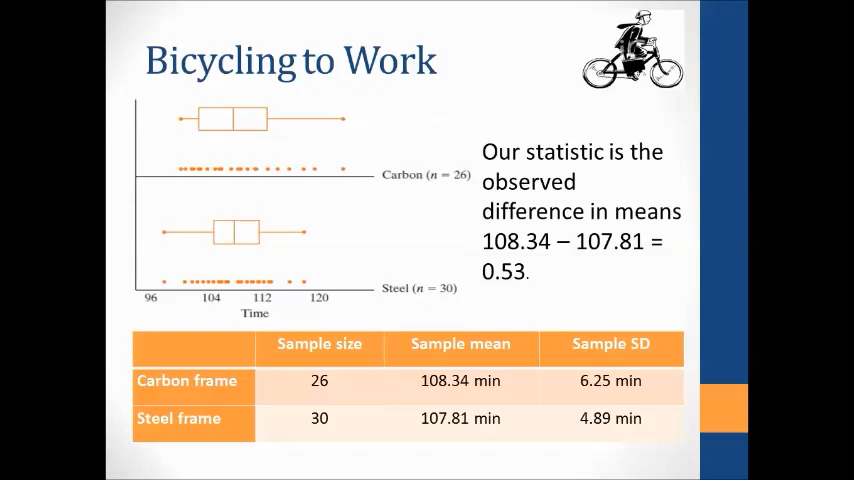 Bicycling to Work
Carbon (n = 26)
Steel (n = 30)
96 104 112 120
Time
Our statistic is the
observed
difference in means
108.34 – 107.81 =
0.53.
Sample size Sample mean Sample SD
Carbon frame 26 108.34 min 6.25 min
Steel frame 30 107.81 min 4.89 min